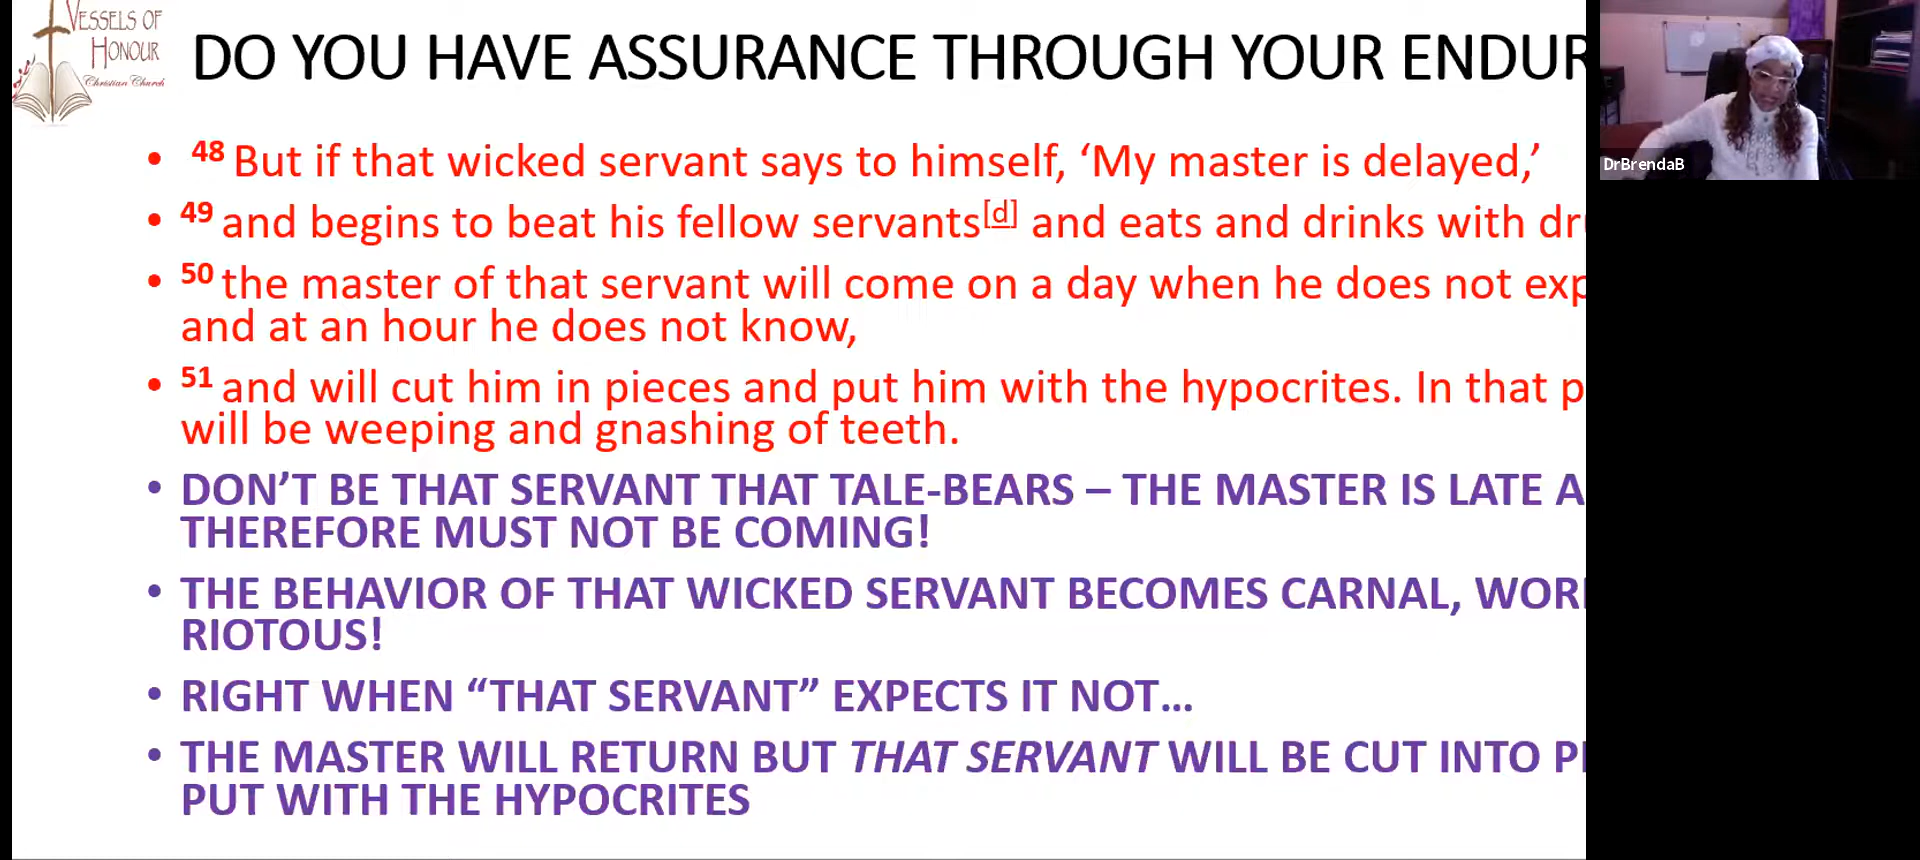 VESSELS OF
HONOUR
Christian Church
DO YOU HAVE ASSURANCE THROUGH YOUR
• 48 But if that wicked servant says to himself, ‘My master is delayed,’
• 49 and begins to beat his fellow servants[d] and eats and drinks with
• 50 the master of that servant will come on a day when he does not
and at an hour he does not know,
• 51 and will cut him in pieces and put him with the hypocrites. In that
will be weeping and gnashing of teeth.
• DON’T BE THAT SERVANT THAT TALE-BEARS – THE MASTER IS LATE
THEREFORE MUST NOT BE COMING!
• THE BEHAVIOR OF THAT WICKED SERVANT BECOMES CARNAL,
RIOTOUS!
• RIGHT WHEN “THAT SERVANT” EXPECTS IT NOT…
• THE MASTER WILL RETURN BUT THAT SERVANT WILL BE CUT INTO
PUT WITH THE HYPOCRITES
DrBrendaB